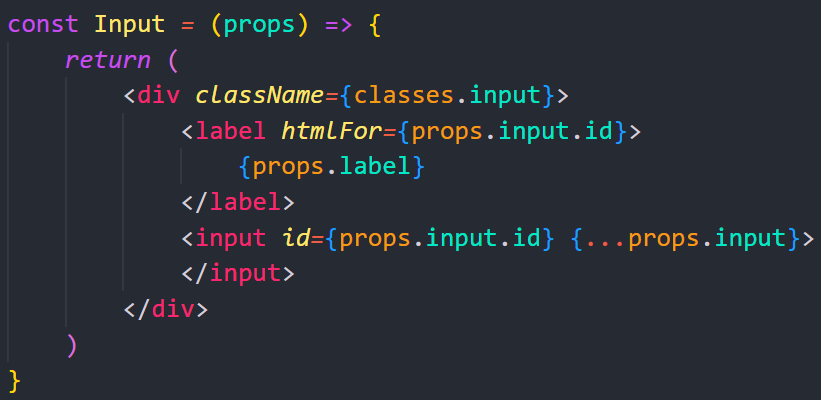 const Input = (props) => {
    return (
        <div className={classes.input}>
            <label htmlFor={props.input.id}>
                {props.label}
            </label>
            <input id={props.input.id} {...props.input}>
            </input>
        </div>
    )
}